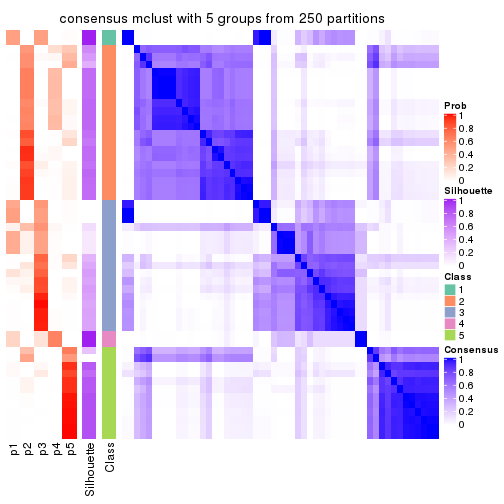 consensus mclust with 5 groups from 250 partitions
Prob
1
0.8
0.6
0.4
0.2
0
Silhouette
1
0.8
0.6
0.4
0.2
0
Class
1
2
3
4
5
Consensus
1
0.8
0.6
0.4
0.2
0
p1
p2
p3
p4
p5
Silhouette
Class